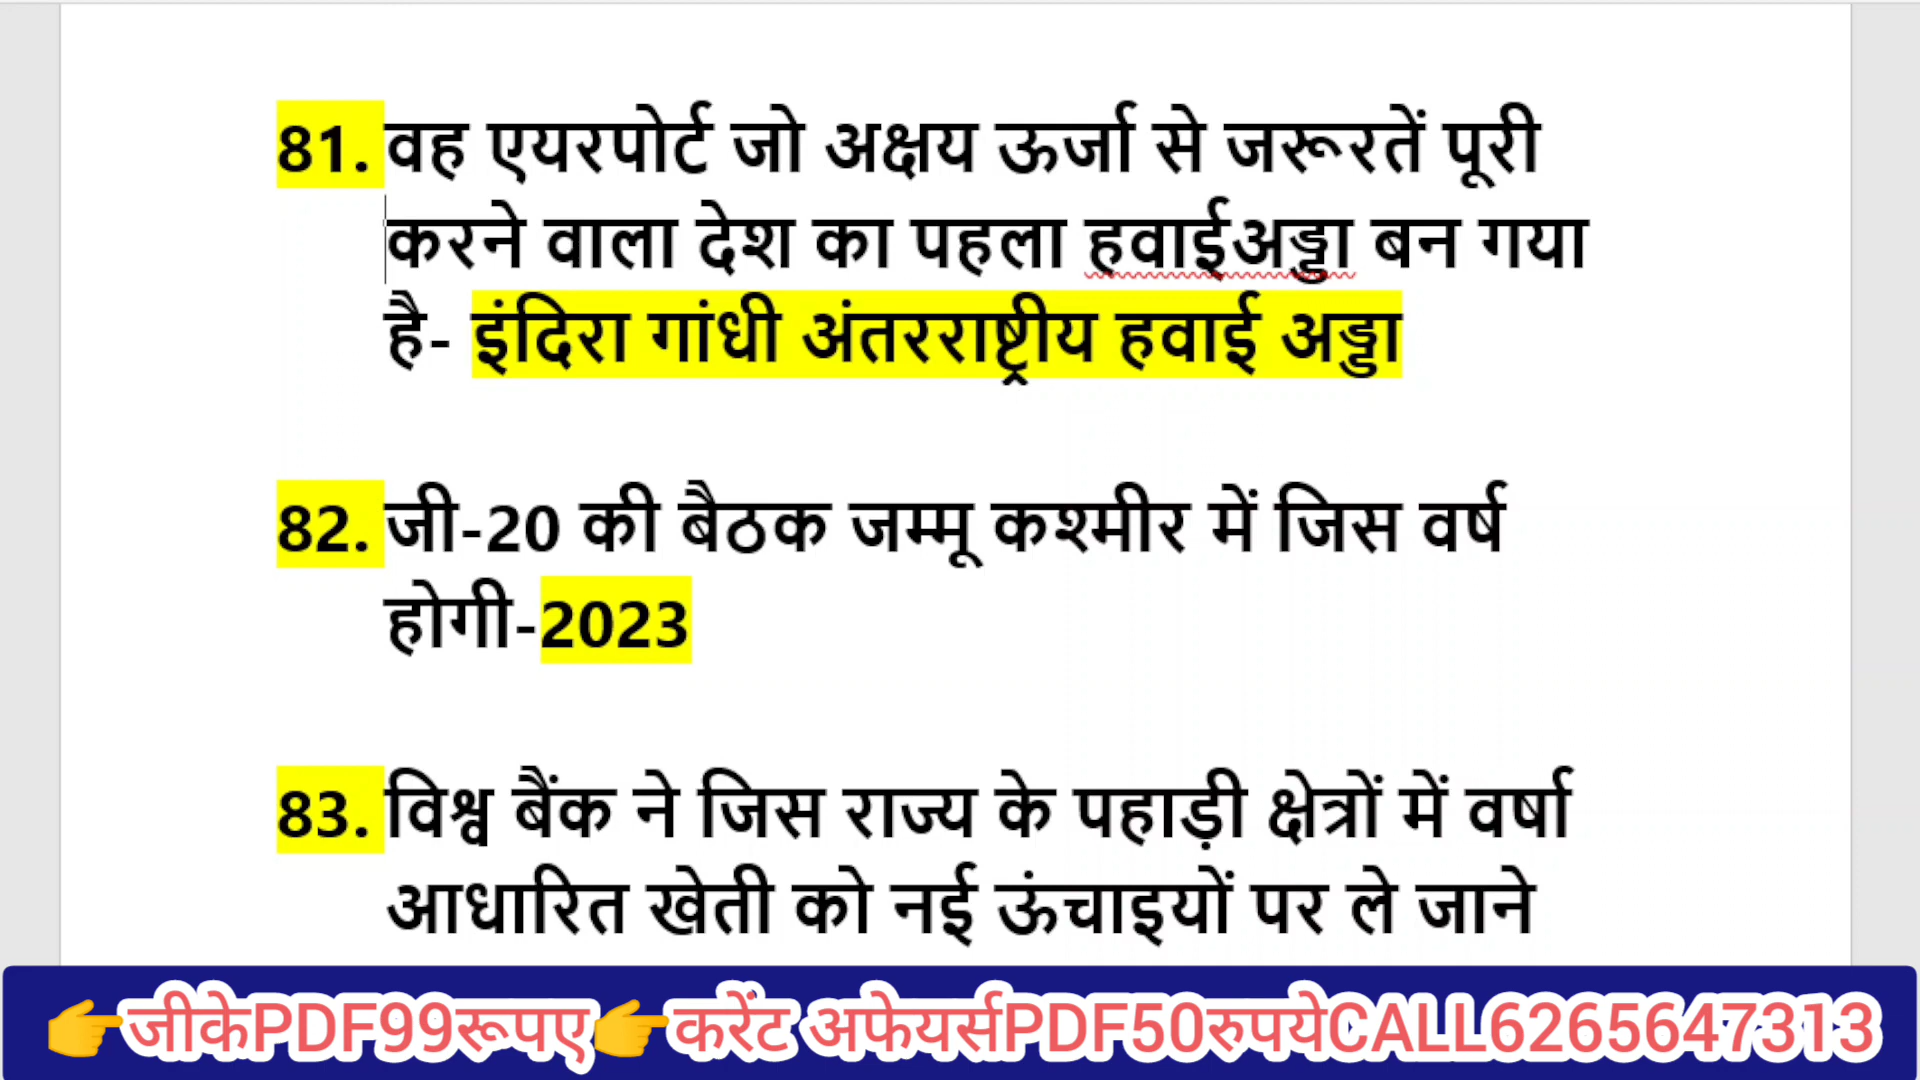 81. वह एयरपोर्ट जो अक्षय ऊर्जा से जरूरतें पूरी
करने वाला देश का पहला हवाईअड्डा बन गया
है- इंदिरा गांधी अंतरराष्ट्रीय हवाई अड्डा
82. जी-20 की बैठक जम्मू कश्मीर में जिस वर्ष
होगी-2023
83. विश्व बैंक ने जिस राज्य के पहाड़ी क्षेत्रों में वर्षा
आधारित खेती को नई ऊंचाइयों पर ले जाने
👉जीकेPDF99रूपए👉करेंट अफेयर्सPDF50रुपयेCALL6265647313